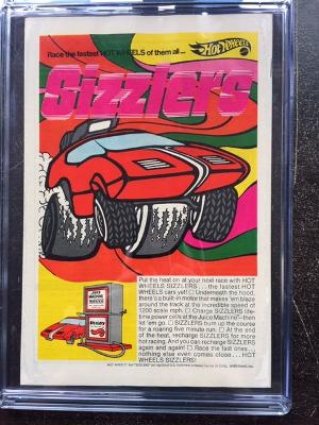 Race the fastest HOT WHEELS of them all...
Hot Wheels
Sizzlers
Put the heat on at your next race with HOT
WHEELS SIZZLERS . . . the fastest HOT
WHEELS cars yet! □ Underneath the hood,
there's a built-in motor that makes 'em blaze
around the track at the incredible speed of
1200 scale mph. □ Charge SIZZLERS life-
time power cells at the Juice Machine—then
let 'em go. □ SIZZLERS burn up the course
for a roaring five minute run. □ At the end
of the heat, recharge SIZZLERS for more
hot racing. And you can recharge SIZZLERS
again and again! □ Race the fast ones...
nothing else even comes close . . . HOT
WHEELS SIZZLERS!